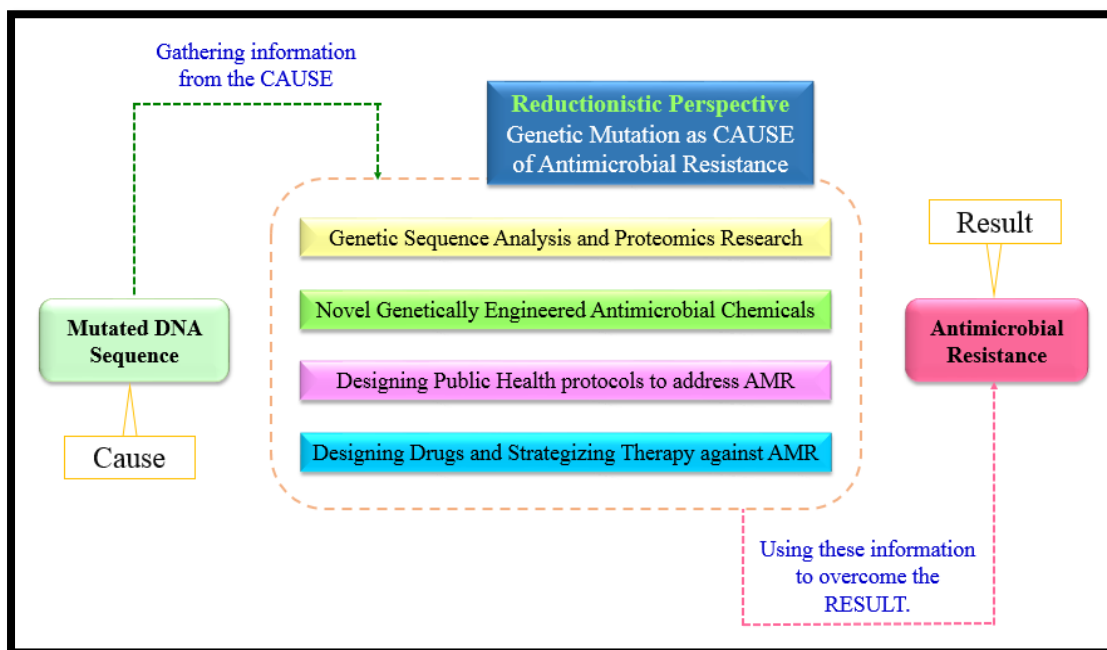 Gathering information
from the CAUSE
Reductionistic Perspective
Genetic Mutation as CAUSE
of Antimicrobial Resistance
Genetic Sequence Analysis and Proteomics Research
Result
Novel Genetically Engineered Antimicrobial Chemicals
Mutated DNA
Sequence
Antimicrobial
Resistance
Designing Public Health protocols to address AMR
Cause
Designing Drugs and Strategizing Therapy against AMR
Using these information
to overcome the
RESULT.